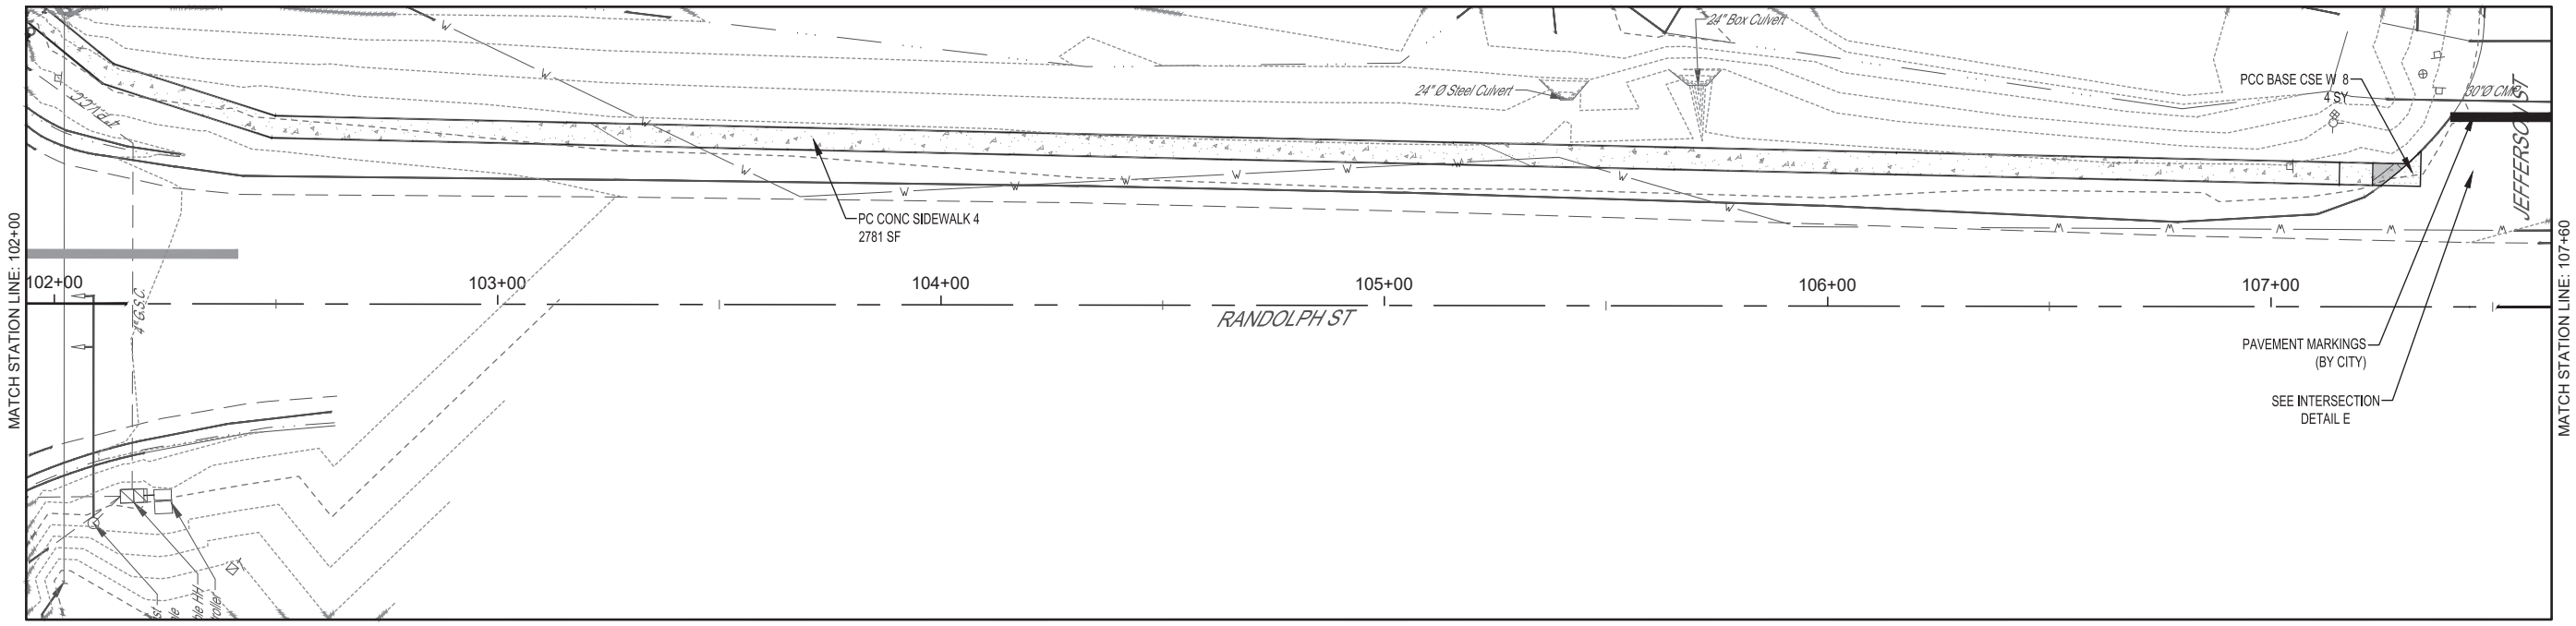 24" Box Culvert
24" Ø Steel Culvert
PCC BASE CSE W 8
4 SY
30"Ø CMP
JEFFERSON ST
4" P.V.C.
PC CONC SIDEWALK 4
2781 SF
MATCH STATION LINE: 102+00
102+00
103+00
104+00
105+00
106+00
107+00
MATCH STATION LINE: 107+60
4" G.S.C.
RANDOLPH ST
PAVEMENT MARKINGS
(BY CITY)
SEE INTERSECTION
DETAIL E
W W W W W W W W W W W
W W W W W